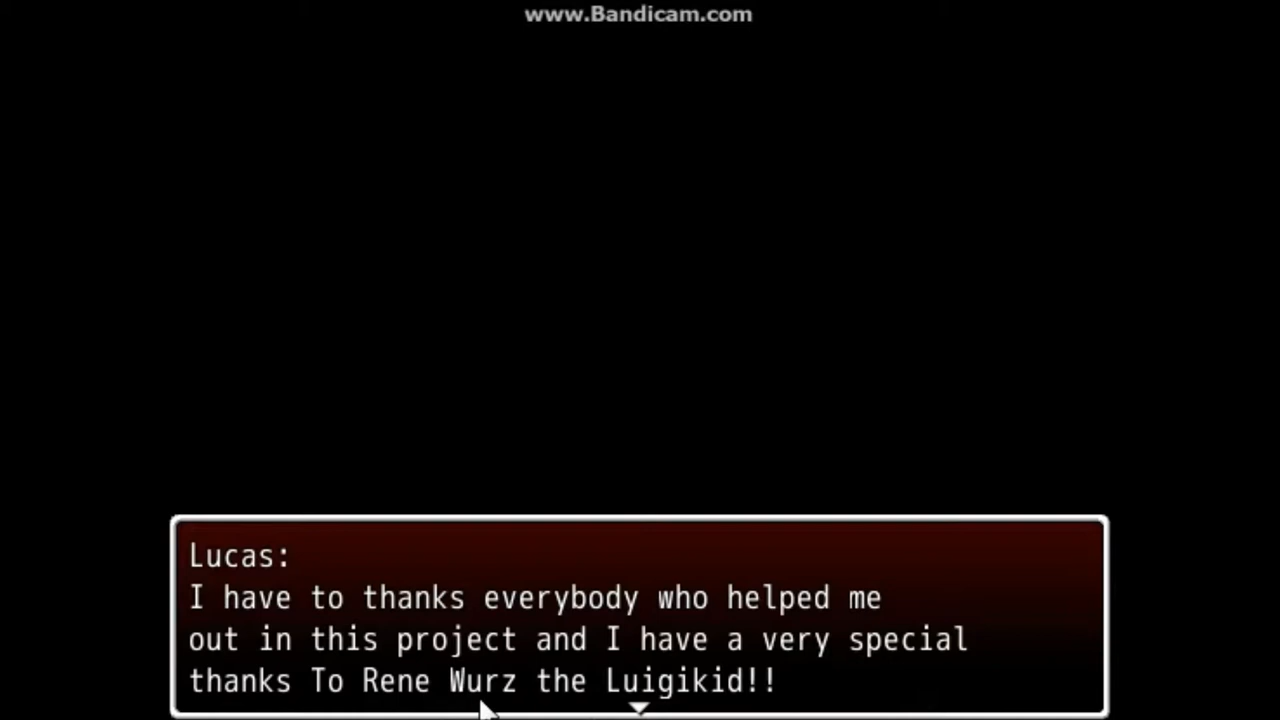 www.Bandicam.com
Lucas:
I have to thanks everybody who helped me
out in this project and I have a very special
thanks To Rene Wurz the Luigikid!!